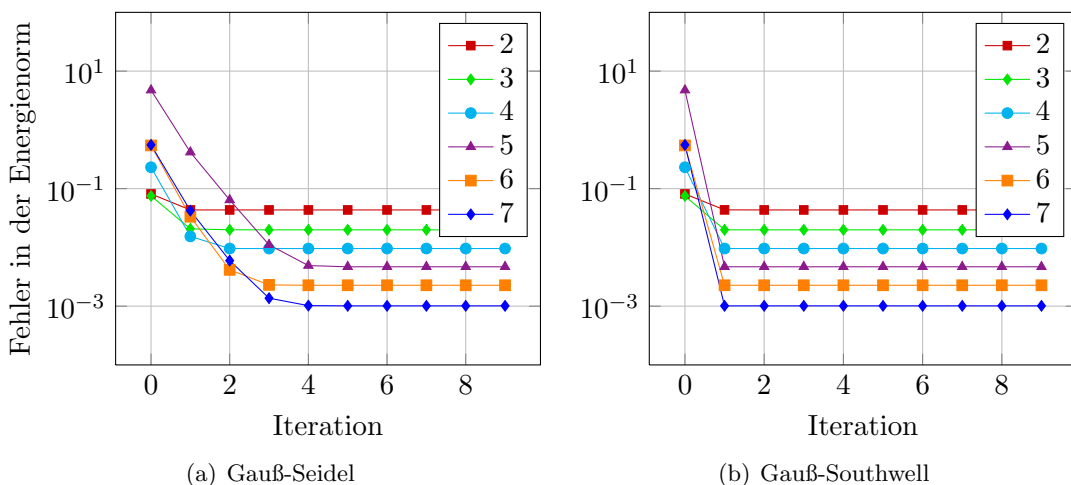 Fehler in der Energienorm
10^1
10^−1
10^−3
0 2 4 6 8
Iteration
2
3
4
5
6
7
(a) Gauß-Seidel
0 2 4 6 8
Iteration
10^1
10^−1
10^−3
2
3
4
5
6
7
(b) Gauß-Southwell